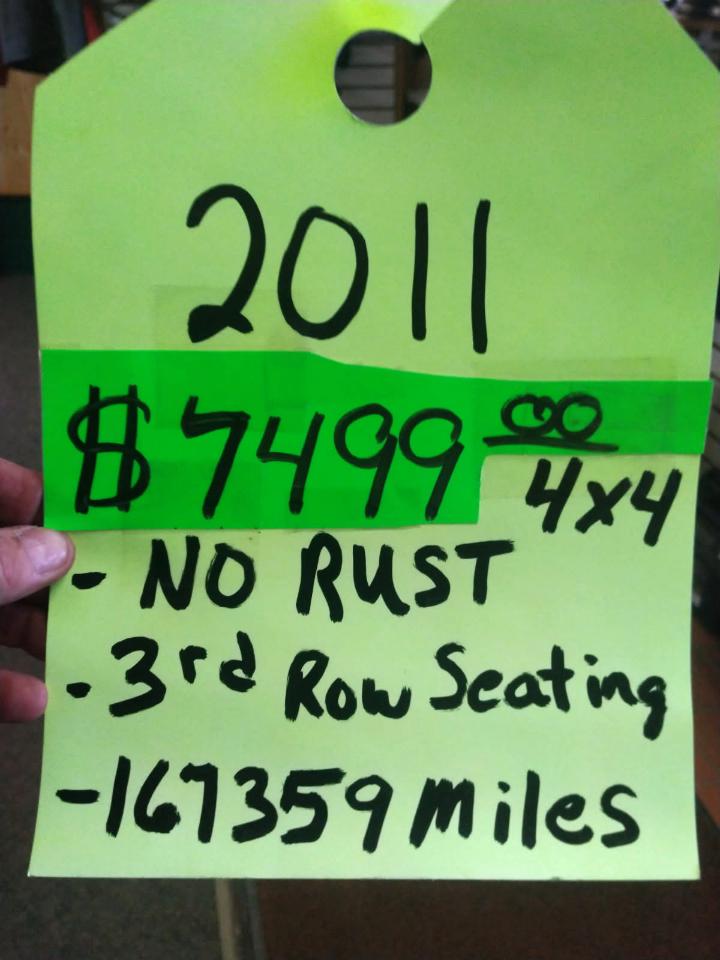 2011
$7499 00
4x4
- NO RUST
- 3rd Row Seating
- 167359 miles